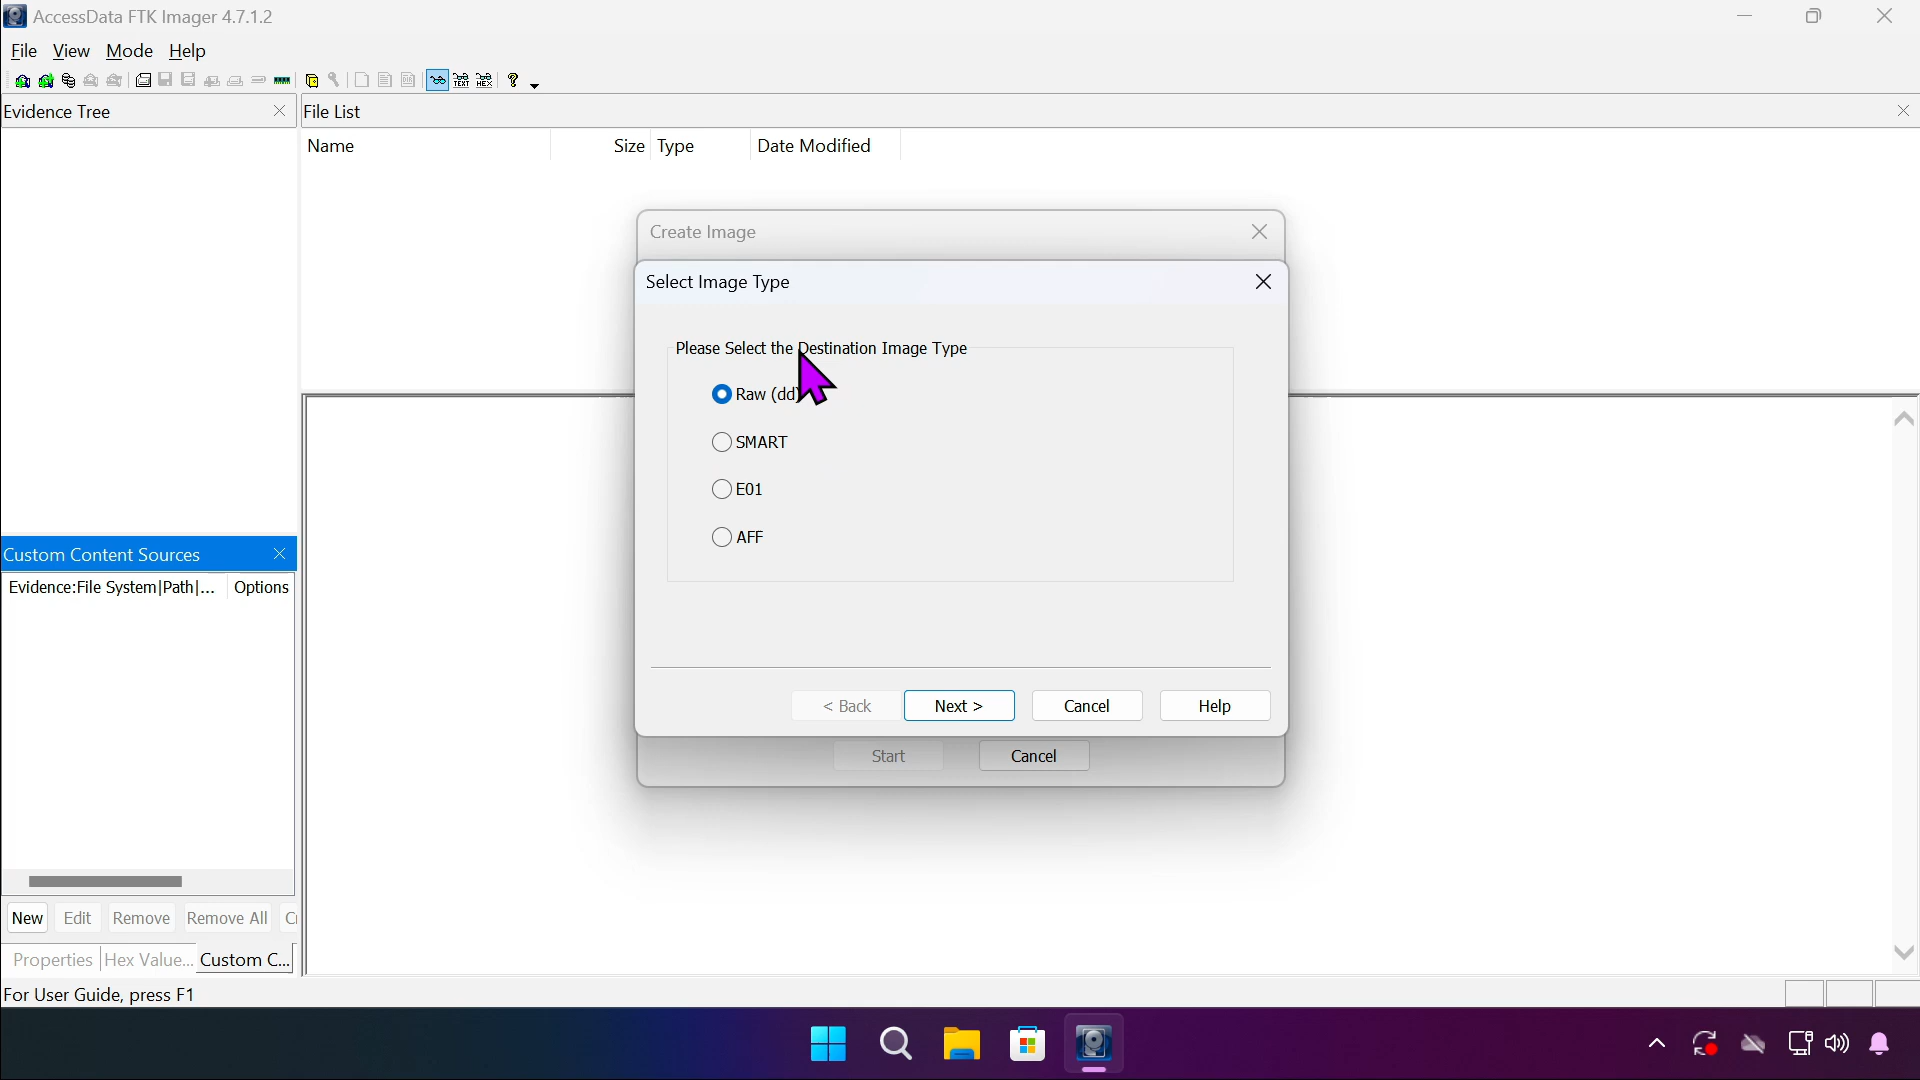 AccessData FTK Imager 4.7.1.2
File View Mode Help
Evidence Tree
File List
Name Size Type Date Modified
Create Image
Select Image Type
Please Select the Destination Image Type
Raw (dd)
SMART
E01
AFF
< Back Next > Cancel Help
Start Cancel
Custom Content Sources
Evidence:File System|Path|... Options
New Edit Remove Remove All
Properties Hex Value... Custom C...
For User Guide, press F1